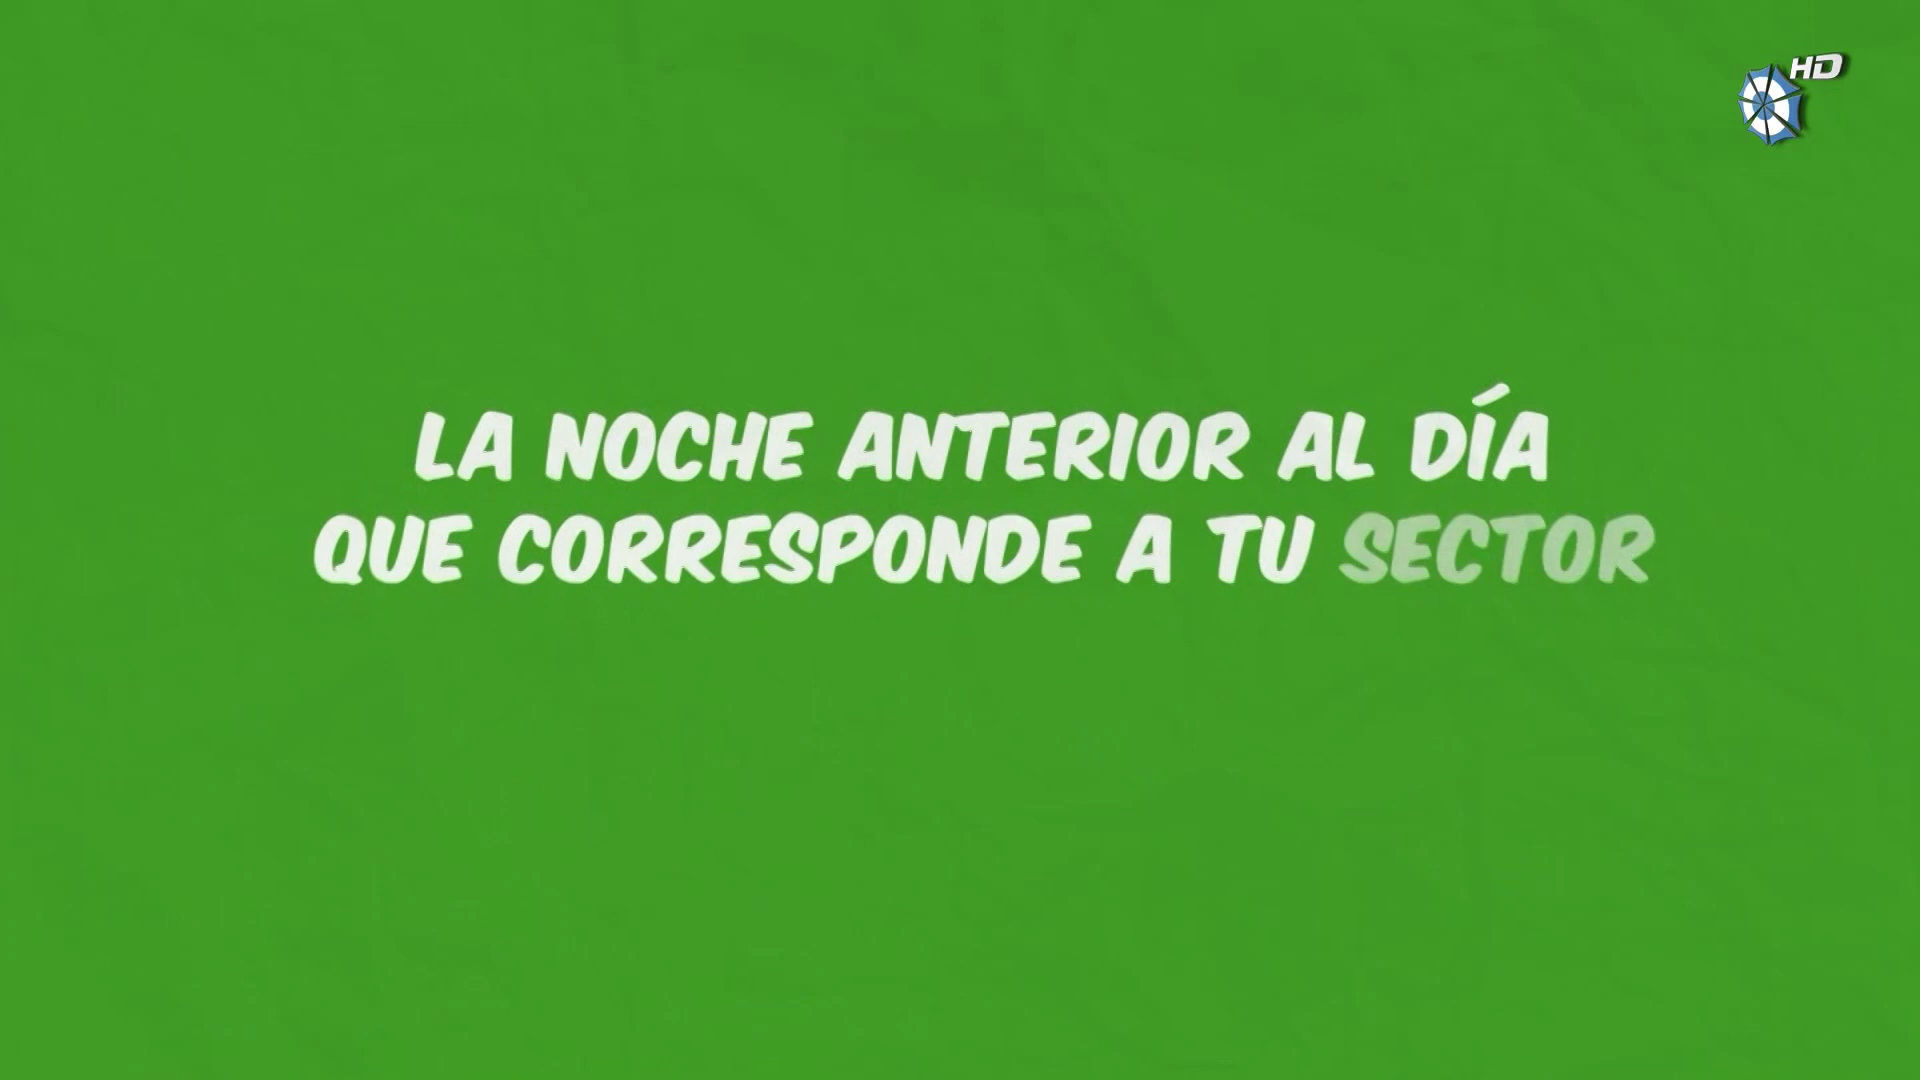 HD
LA NOCHE ANTERIOR AL DÍA
QUE CORRESPONDE A TU SECTOR